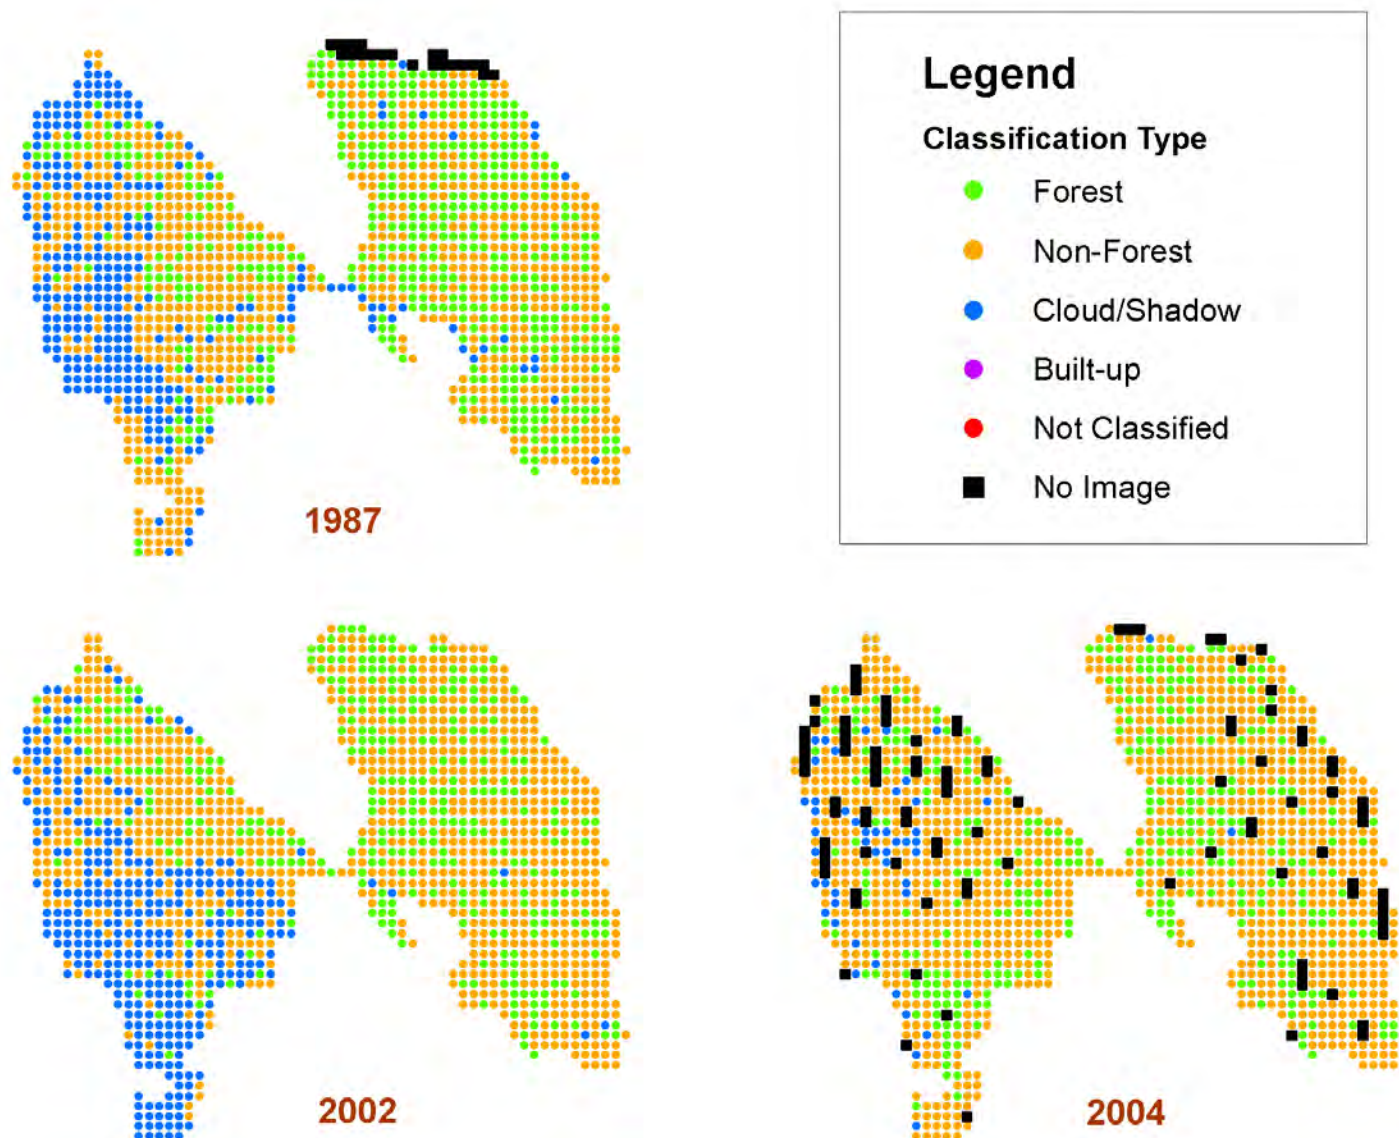 Legend
Classification Type
Forest
Non-Forest
Cloud/Shadow
Built-up
Not Classified
No Image
1987
2002
2004